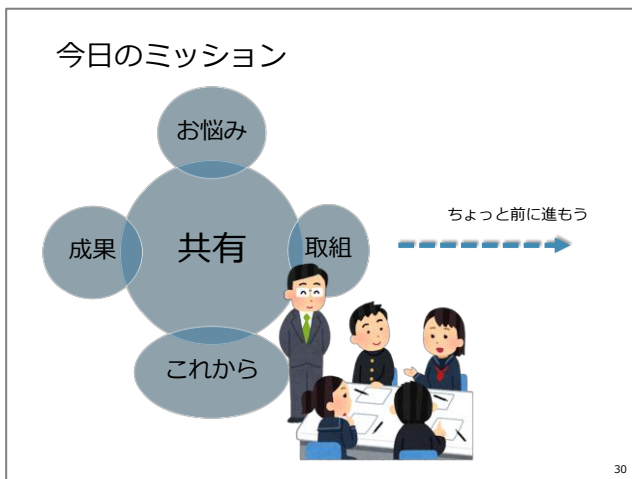 今日のミッション
お悩み
成果
共有
取組
これから
ちょっと前に進もう
30